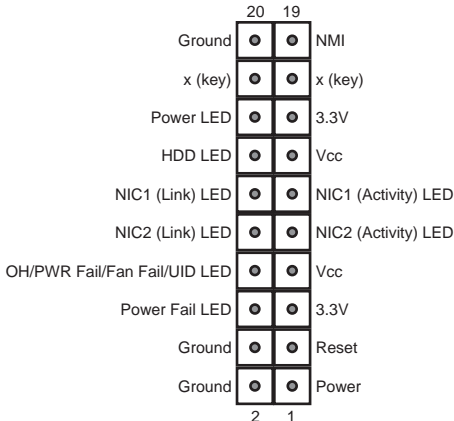 20 19
Ground NMI
x (key) x (key)
Power LED 3.3V
HDD LED Vcc
NIC1 (Link) LED NIC1 (Activity) LED
NIC2 (Link) LED NIC2 (Activity) LED
OH/PWR Fail/Fan Fail/UID LED Vcc
Power Fail LED 3.3V
Ground Reset
Ground Power
2 1